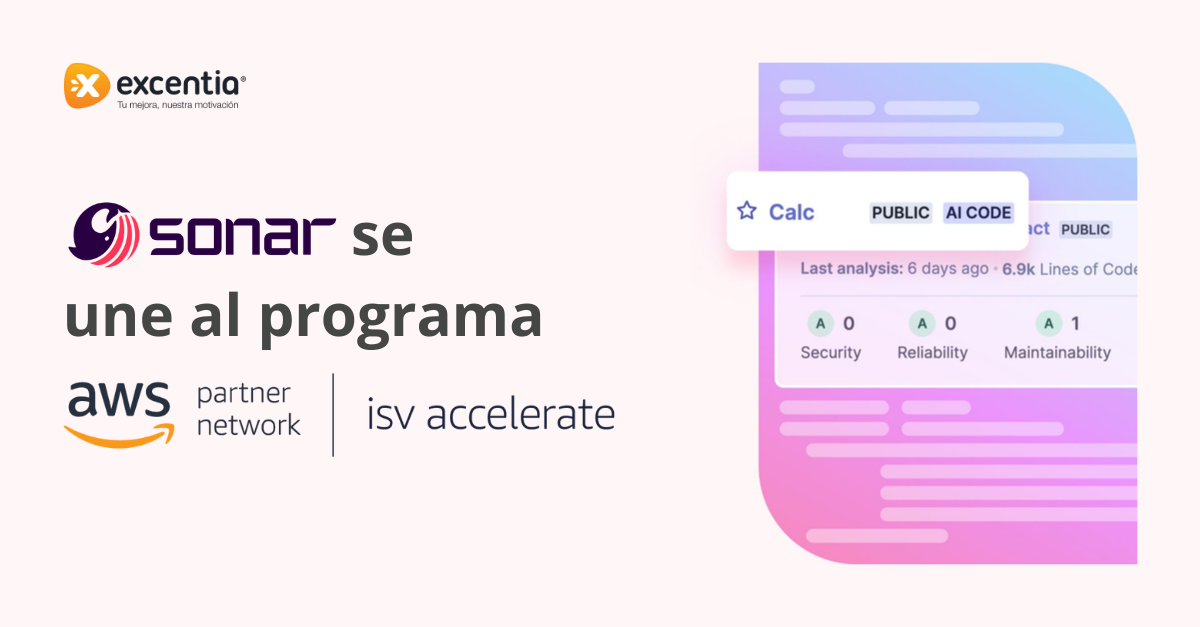 excentia®
Tu mejora, nuestra motivación
sonar se
une al programa
aws partner network | isv accelerate
Calc PUBLIC AI CODE
act PUBLIC
Last analysis: 6 days ago • 6.9k Lines of Code
A 0 A 0 A 1
Security Reliability Maintainability